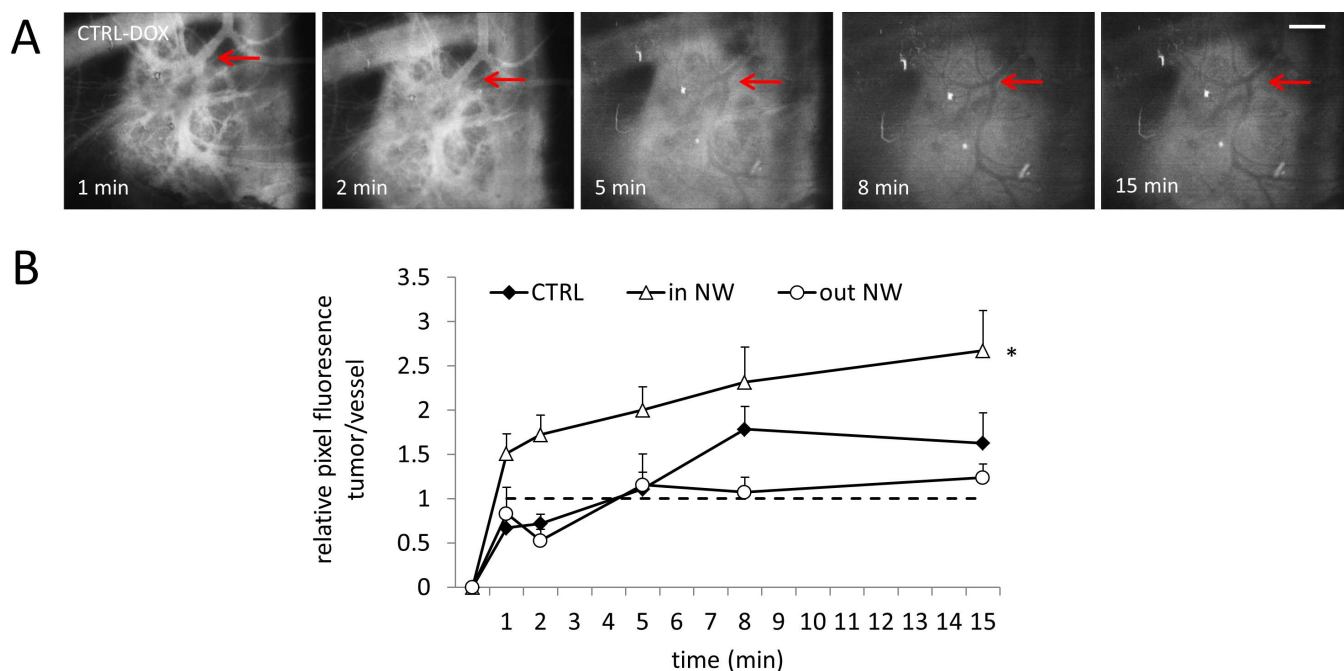 A
CTRL-DOX
1 min
2 min
5 min
8 min
15 min
B
relative pixel fluoresence
tumor/vessel
3.5
3
2.5
2
1.5
1
0.5
0
CTRL
in NW
out NW
*
1 2 3 4 5 6 7 8 9 10 11 12 13 14 15
time (min)